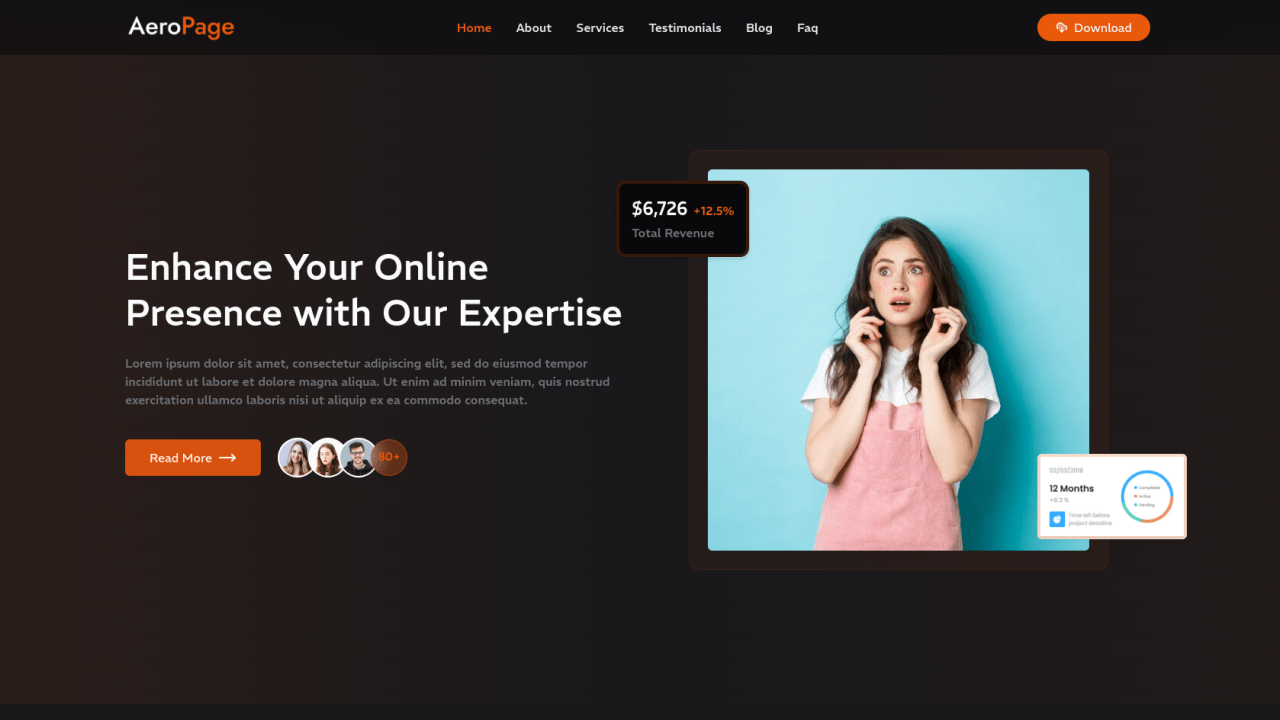 AeroPage
Home About Services Testimonials Blog Faq
Download
$6,726 +12.5%
Total Revenue
Enhance Your Online
Presence with Our Expertise
Lorem ipsum dolor sit amet, consectetur adipiscing elit, sed do eiusmod tempor
incididunt ut labore et dolore magna aliqua. Ut enim ad minim veniam, quis nostrud
exercitation ullamco laboris nisi ut aliquip ex ea commodo consequat.
Read More
80+
02/03/2018
12 Months
+6,3 %
Time left before
project deadline
Completed
Active
Pending